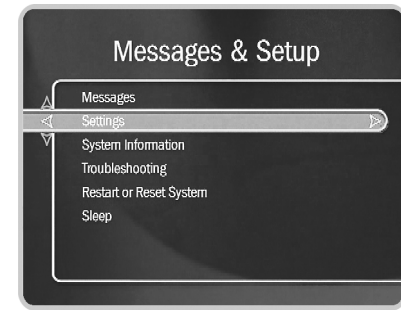 Messages & Setup
Messages
Settings
System Information
Troubleshooting
Restart or Reset System
Sleep